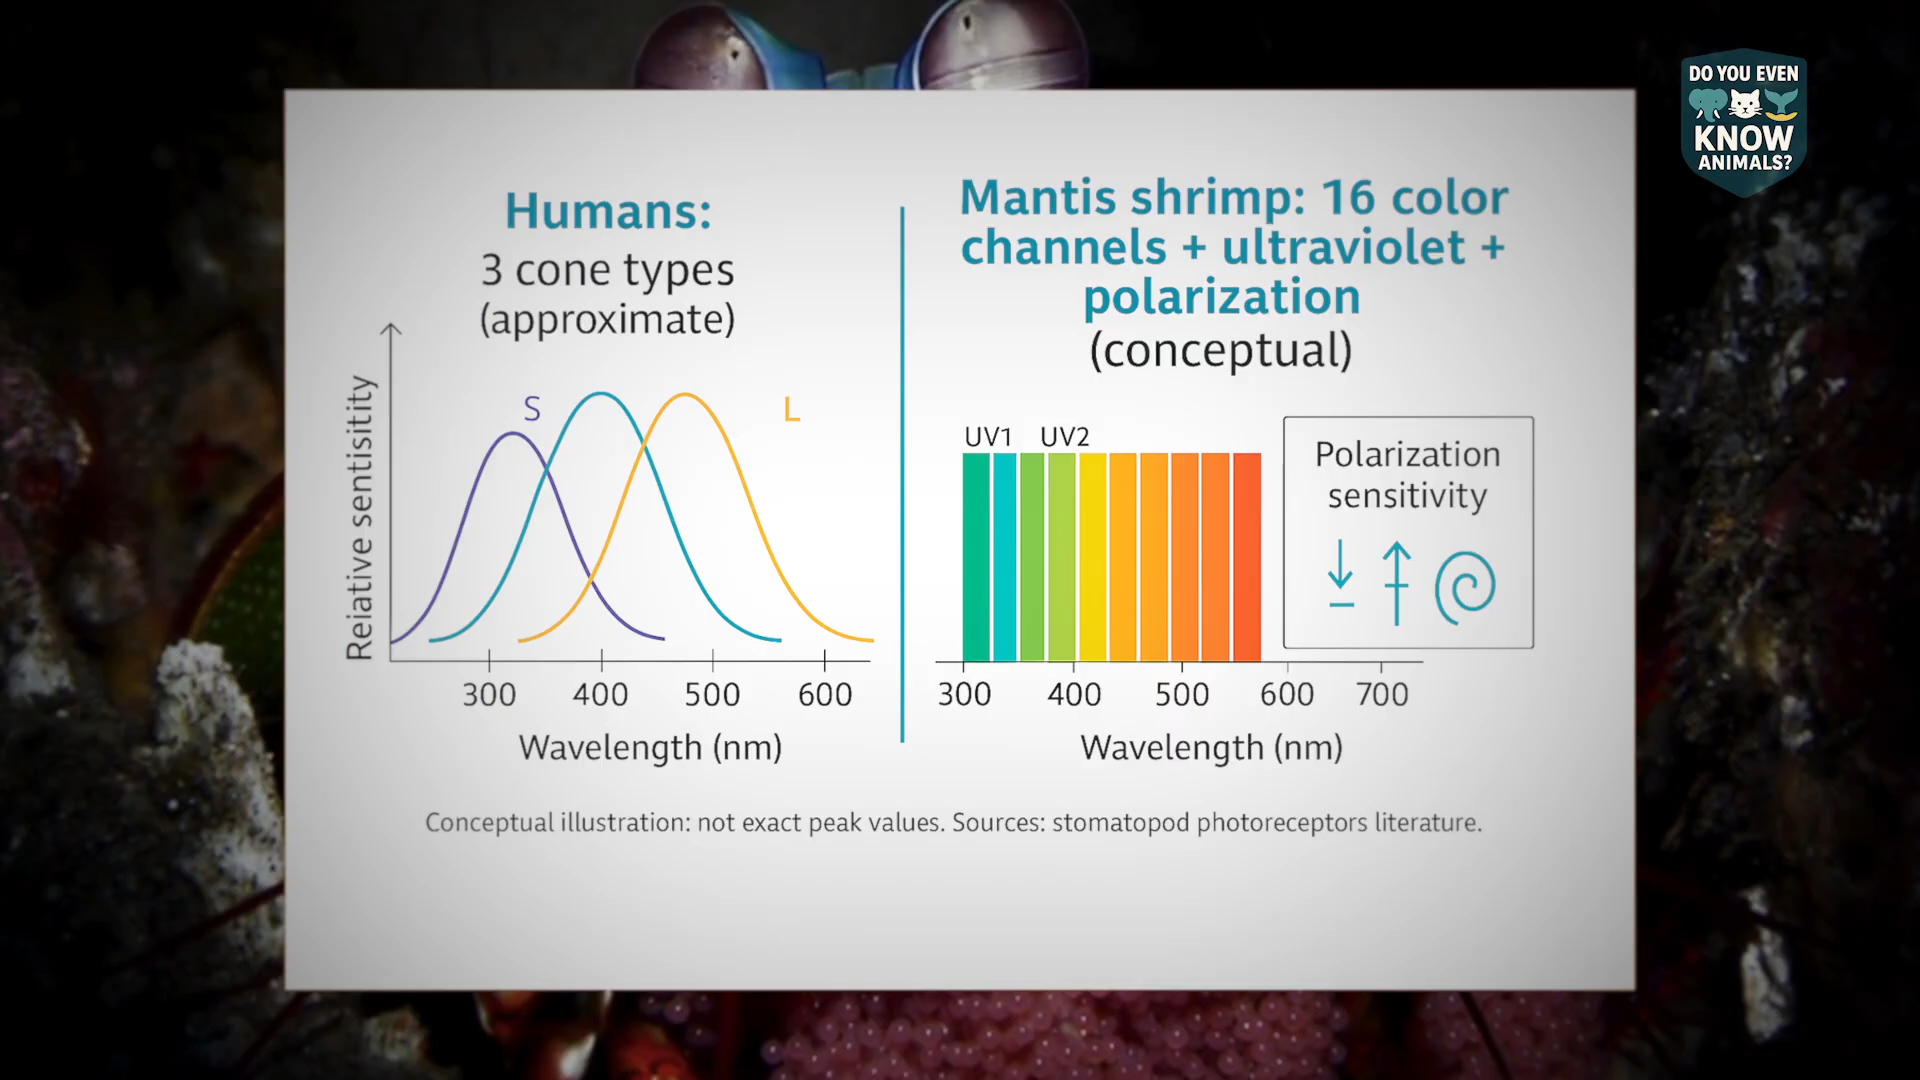 DO YOU EVEN
KNOW
ANIMALS?
Humans:
3 cone types
(approximate)
Reiative sentisitity
S
L
300 400 500 600
Wavelength (nm)
Mantis shrimp: 16 color
channels + ultraviolet +
polarization
(conceptual)
UV1 UV2
Polarization
sensitivity
300 400 500 600 700
Wavelength (nm)
Conceptual illustration: not exact peak values. Sources: stomatopod photoreceptors literature.